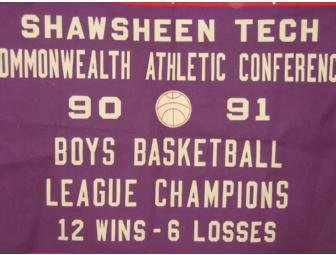 SHAWSHEEN TECH
OMMONWEALTH ATHLETIC CONFERENC
90 91
BOYS BASKETBALL
LEAGUE CHAMPIONS
12 WINS - 6 LOSSES